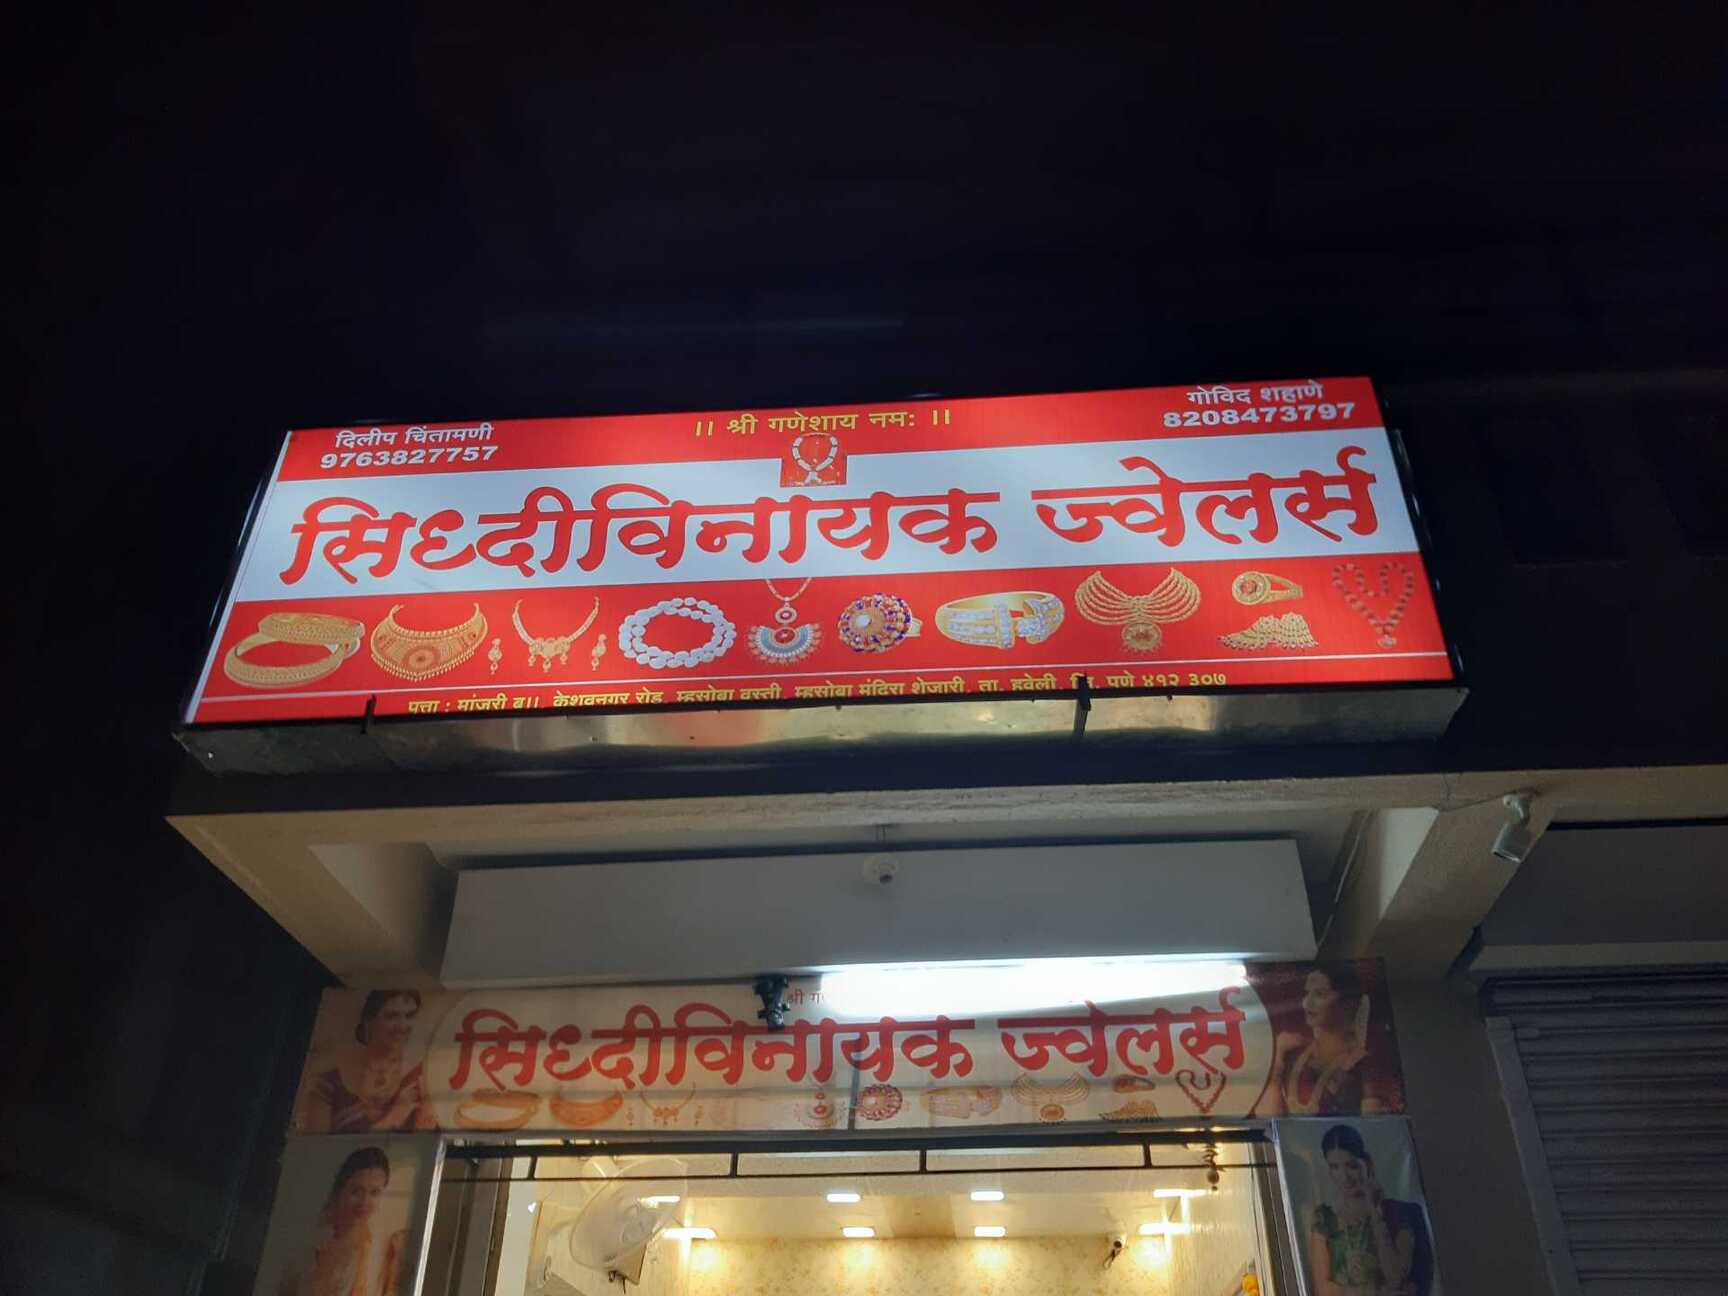 ।। श्री गणेशाय नमः ।।
दिलीप चिंतामणी
9763827757
गोविद शहाणे
8208473797
सिध्दीविनायक ज्वेलर्स
पत्ता : मांजरी बु।। केशवनगर रोड, म्हसोबा वस्ती, म्हसोबा मंदिरा शेजारी, ता. हवेली, जि. पुणे ४१२ ३०७
श्री
सिध्दीविनायक ज्वेलर्स